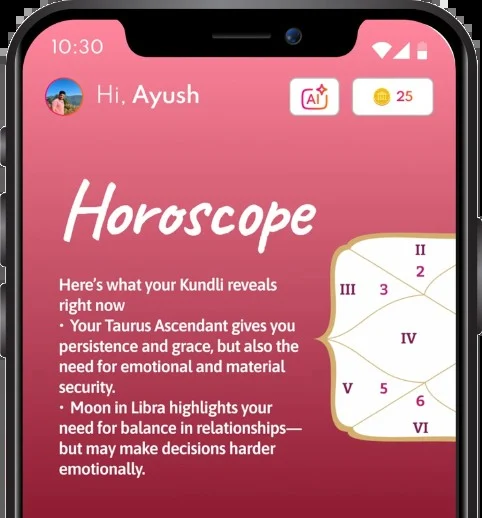 10:30
Hi, Ayush
AI
25
Horoscope
Here's what your Kundli reveals
right now
• Your Taurus Ascendant gives you
persistence and grace, but also the
need for emotional and material
security.
• Moon in Libra highlights your
need for balance in relationships—
but may make decisions harder
emotionally.
II
2
III 3
IV
V 5
6
VI